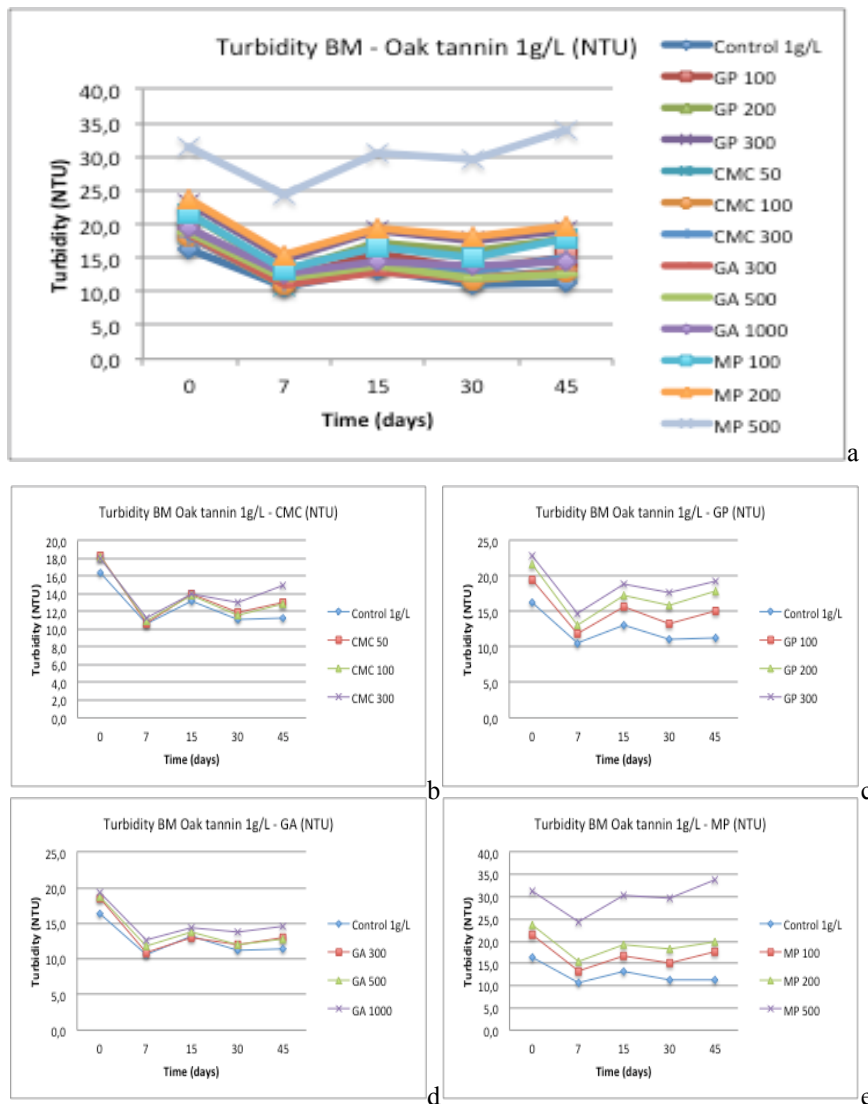 Turbidity BM - Oak tannin 1g/L (NTU)
Turbidity (NTU)
40,0
35,0
30,0
25,0
20,0
15,0
10,0
5,0
0,0
0 7 15 30 45
Time (days)
Control 1g/L
GP 100
GP 200
GP 300
CMC 50
CMC 100
CMC 300
GA 300
GA 500
GA 1000
MP 100
MP 200
MP 500
a
Turbidity BM Oak tannin 1g/L - CMC (NTU)
Turbidity (NTU)
20,0
18,0
16,0
14,0
12,0
10,0
8,0
6,0
4,0
2,0
0,0
0 7 15 30 45
Time (days)
Control 1g/L
CMC 50
CMC 100
CMC 300
b
Turbidity BM Oak tannin 1g/L - GP (NTU)
Turbidity (NTU)
25,0
20,0
15,0
10,0
5,0
0,0
0 7 15 30 45
Time (days)
Control 1g/L
GP 100
GP 200
GP 300
c
Turbidity BM Oak tannin 1g/L - GA (NTU)
Turbidity (NTU)
25,0
20,0
15,0
10,0
5,0
0,0
0 7 15 30 45
Time (days)
Control 1g/L
GA 300
GA 500
GA 1000
d
Turbidity BM Oak tannin 1g/L - MP (NTU)
Turbidity (NTU)
40,0
35,0
30,0
25,0
20,0
15,0
10,0
5,0
0,0
0 7 15 30 45
Time (days)
Control 1g/L
MP 100
MP 200
MP 500
e